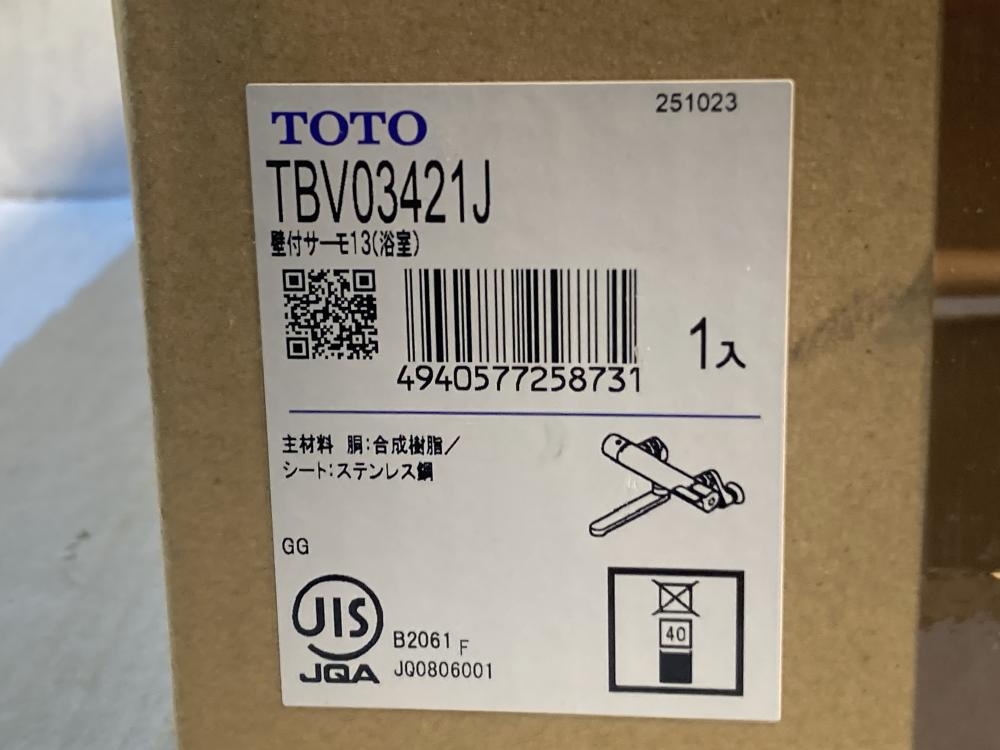 251023
TOTO
TBV03421J
壁付サーモ13(浴室)
4940577258731
1入
主材料 胴:合成樹脂/
シート:ステンレス鋼
GG
JIS
JQA
B2061 F
JQ0806001
40